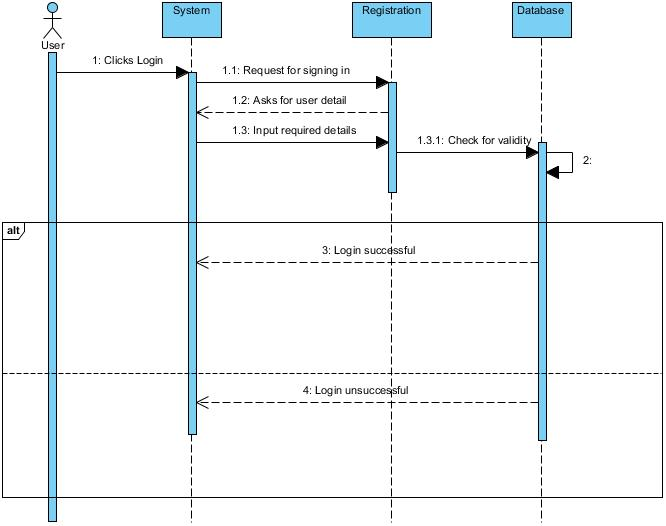 System
Registration
Database
User
1: Clicks Login
1.1: Request for signing in
1.2: Asks for user detail
1.3: Input required details
1.3.1: Check for validity
2:
alt
3: Login successful
4: Login unsuccessful